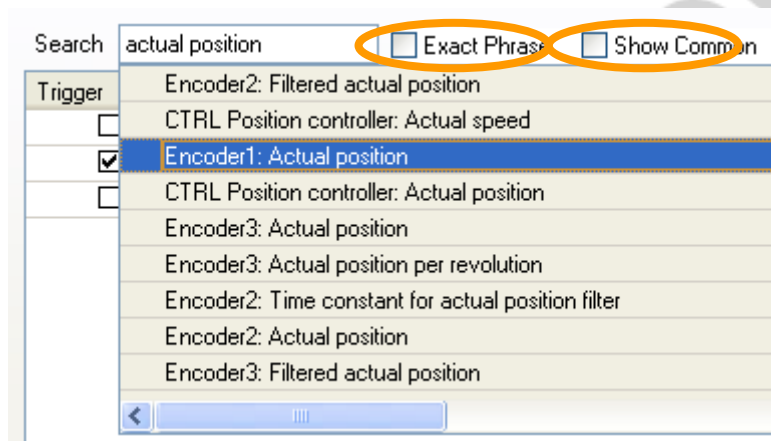 Search actual position Exact Phrase Show Common
Trigger
Encoder2: Filtered actual position
CTRL Position controller: Actual speed
Encoder1: Actual position
CTRL Position controller: Actual position
Encoder3: Actual position
Encoder3: Actual position per revolution
Encoder2: Time constant for actual position filter
Encoder2: Actual position
Encoder3: Filtered actual position